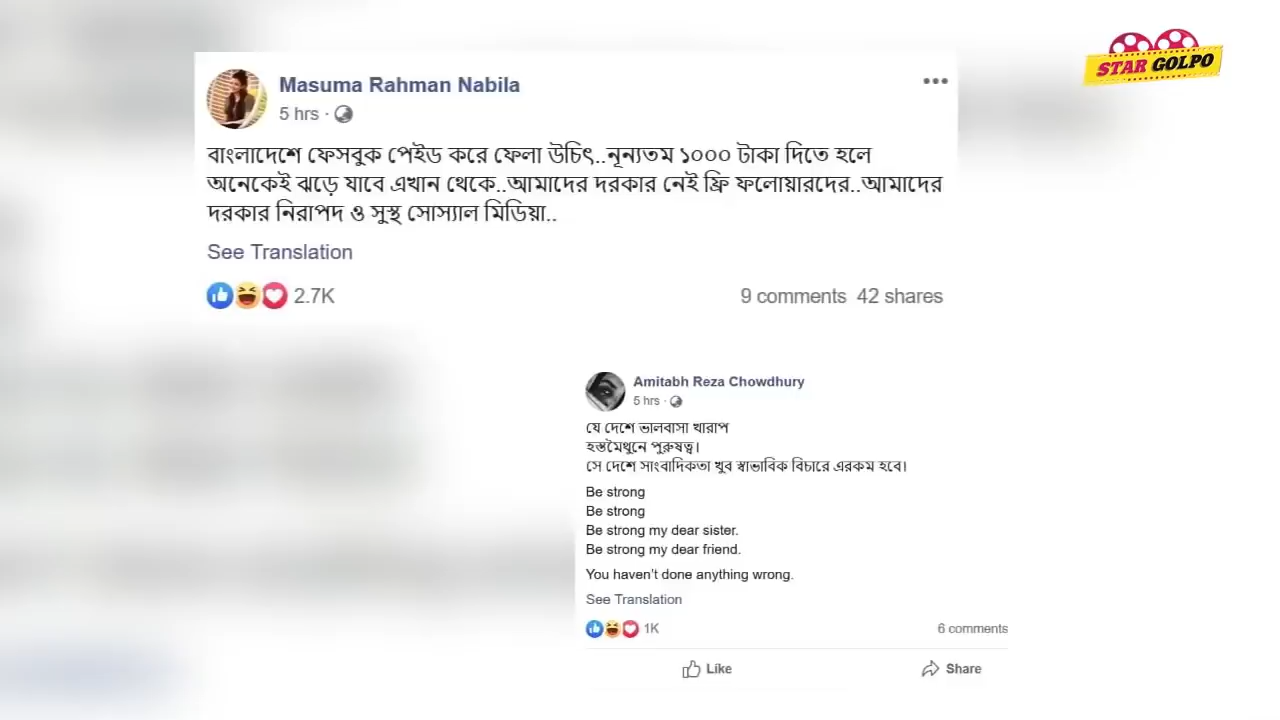 STAR GOLPO
Masuma Rahman Nabila
5 hrs ·
বাংলাদেশে ফেসবুক পেইড করে ফেলা উচিৎ..নূন্যতম ১০০০ টাকা দিতে হলে
অনেকেই ঝড়ে যাবে এখান থেকে..আমাদের দরকার নেই ফ্রি ফলোয়ারদের..আমাদের
দরকার নিরাপদ ও সুস্থ সোস্যাল মিডিয়া..
See Translation
2.7K
9 comments 42 shares
Amitabh Reza Chowdhury
5 hrs ·
যে দেশে ভালবাসা খারাপ
হস্তমৈথুনে পুরুষত্ব।
সে দেশে সাংবাদিকতা খুব স্বাভাবিক বিচারে এরকম হবে।
Be strong
Be strong
Be strong my dear sister.
Be strong my dear friend.
You haven't done anything wrong.
See Translation
1K
6 comments
Like
Share